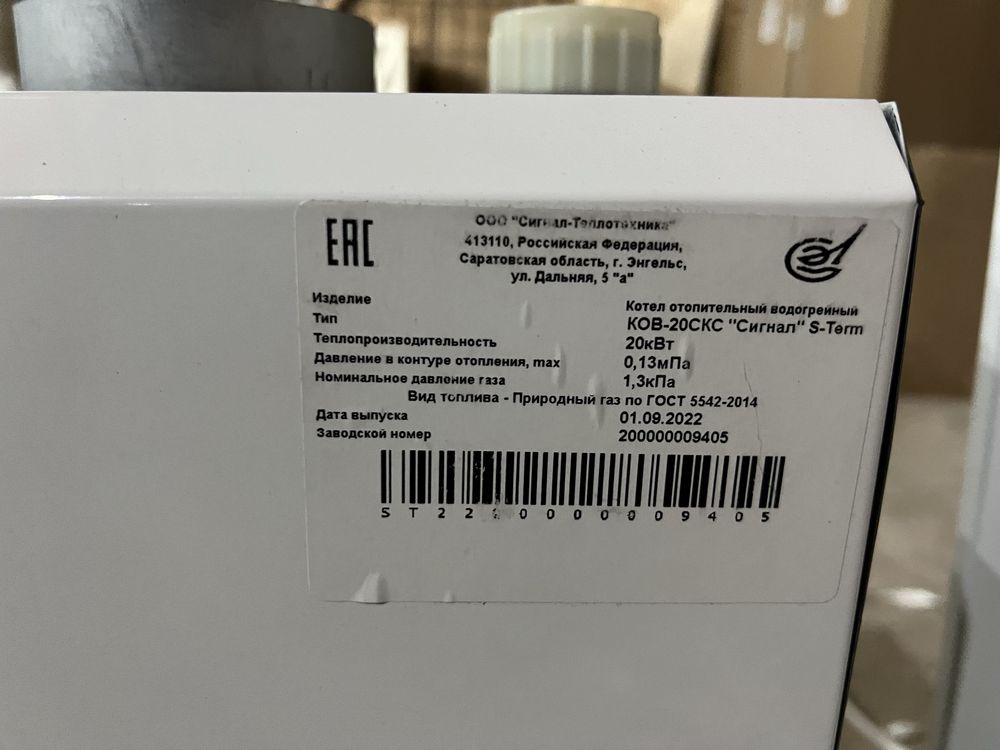 EAC
ООО "Сигнал-Теплотехника"
413110, Российская Федерация,
Саратовская область, г. Энгельс,
ул. Дальняя, 5 "а"
Изделие Котел отопительный водогрейный
Тип КОВ-20СКС "Сигнал" S-Term
Теплопроизводительность 20кВт
Давление в контуре отопления, max 0,13мПа
Номинальное давление газа 1,3кПа
Вид топлива - Природный газ по ГОСТ 5542-2014
Дата выпуска 01.09.2022
Заводской номер 200000009405